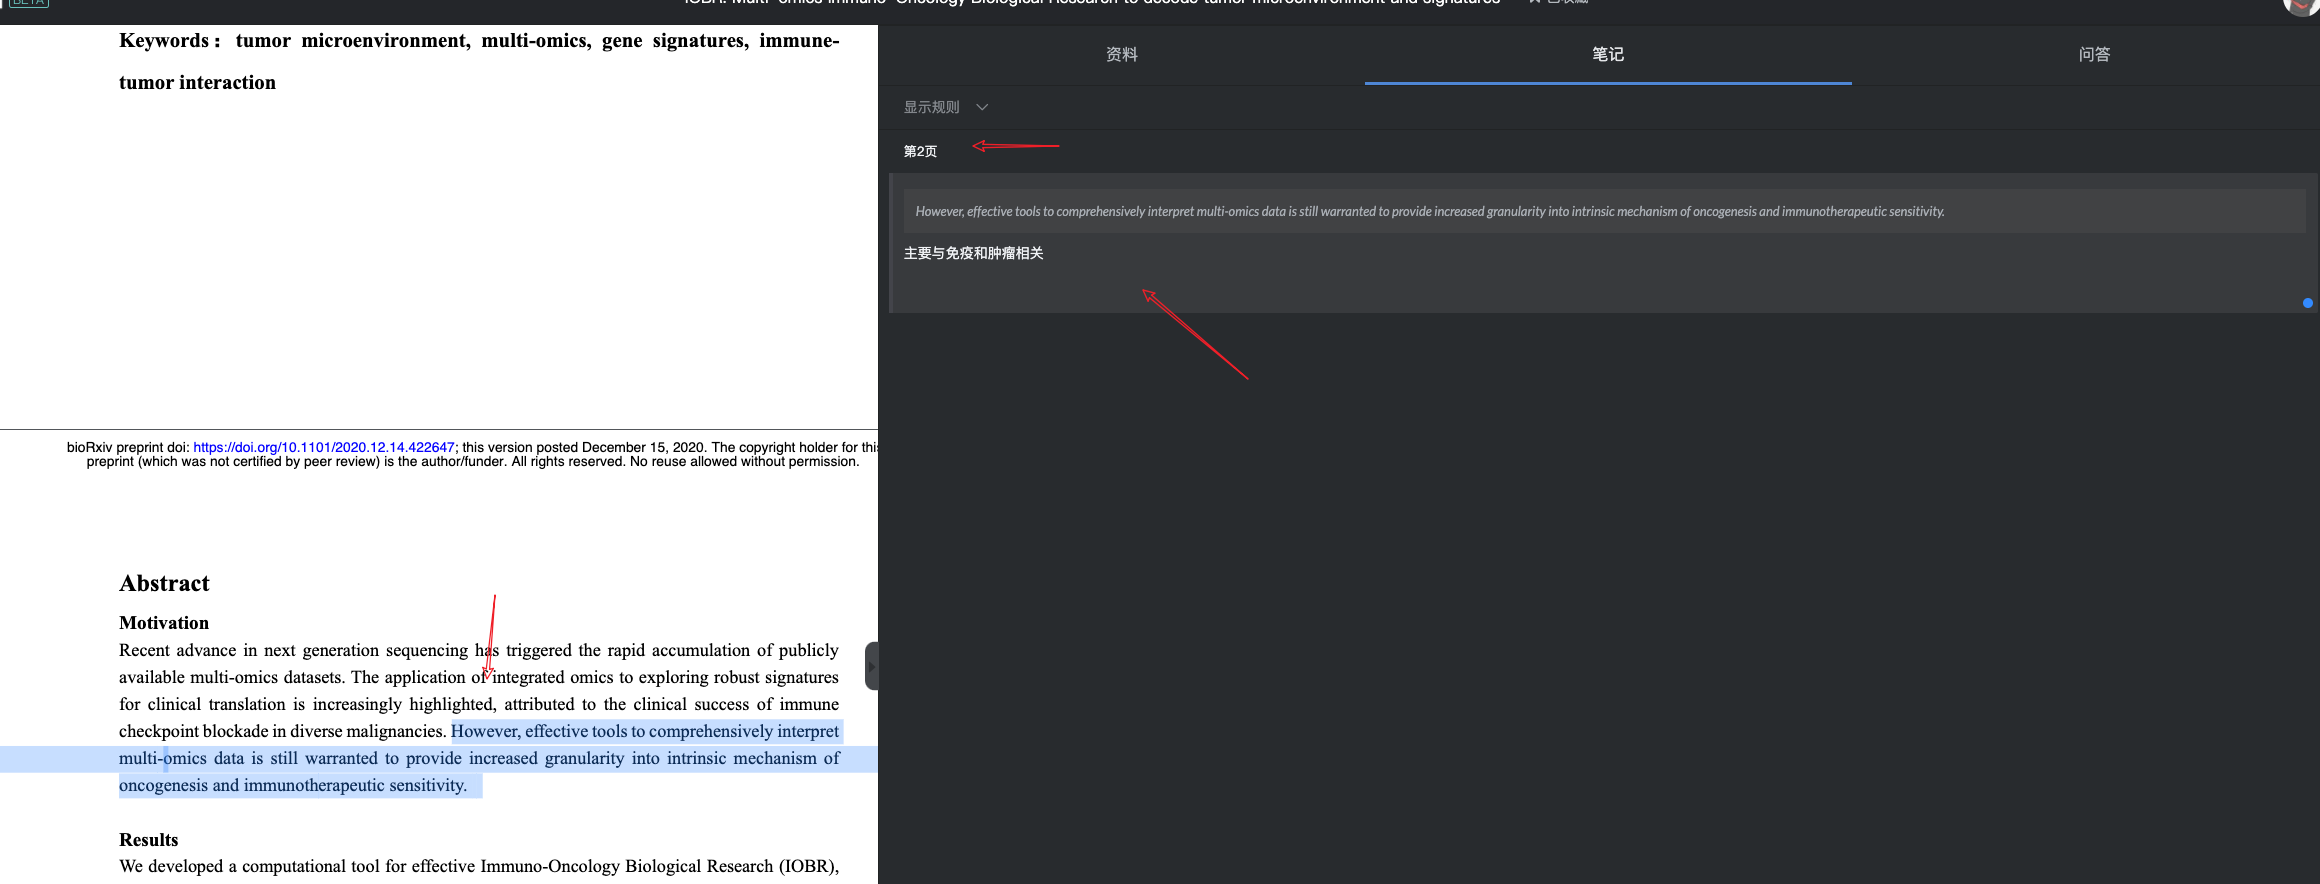 BETA
IOBR: Multi-omics Immuno-Oncology Biological Research to decode tumor microenvironment and signatures
已收藏
Keywords： tumor microenvironment, multi-omics, gene signatures, immune-
tumor interaction
bioRxiv preprint doi: https://doi.org/10.1101/2020.12.14.422647; this version posted December 15, 2020. The copyright holder for this
preprint (which was not certified by peer review) is the author/funder. All rights reserved. No reuse allowed without permission.
Abstract
Motivation
Recent advance in next generation sequencing has triggered the rapid accumulation of publicly
available multi-omics datasets. The application of integrated omics to exploring robust signatures
for clinical translation is increasingly highlighted, attributed to the clinical success of immune
checkpoint blockade in diverse malignancies. However, effective tools to comprehensively interpret
multi-omics data is still warranted to provide increased granularity into intrinsic mechanism of
oncogenesis and immunotherapeutic sensitivity.
Results
We developed a computational tool for effective Immuno-Oncology Biological Research (IOBR),
资料
笔记
问答
显示规则
第2页
However, effective tools to comprehensively interpret multi-omics data is still warranted to provide increased granularity into intrinsic mechanism of oncogenesis and immunotherapeutic sensitivity.
主要与免疫和肿瘤相关